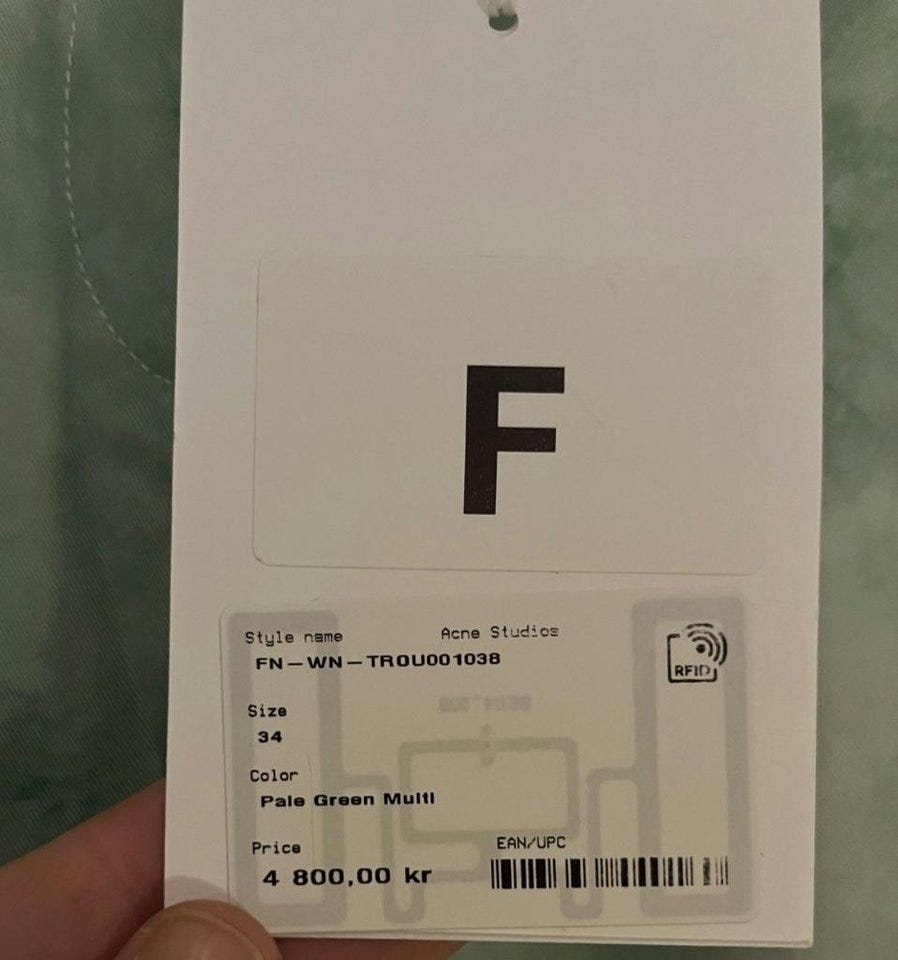 F
Style name Acne Studios
FN-WN-TROU001038
RFID
Size
34
Color
Pale Green Multi
Price EAN/UPC
4 800,00 kr